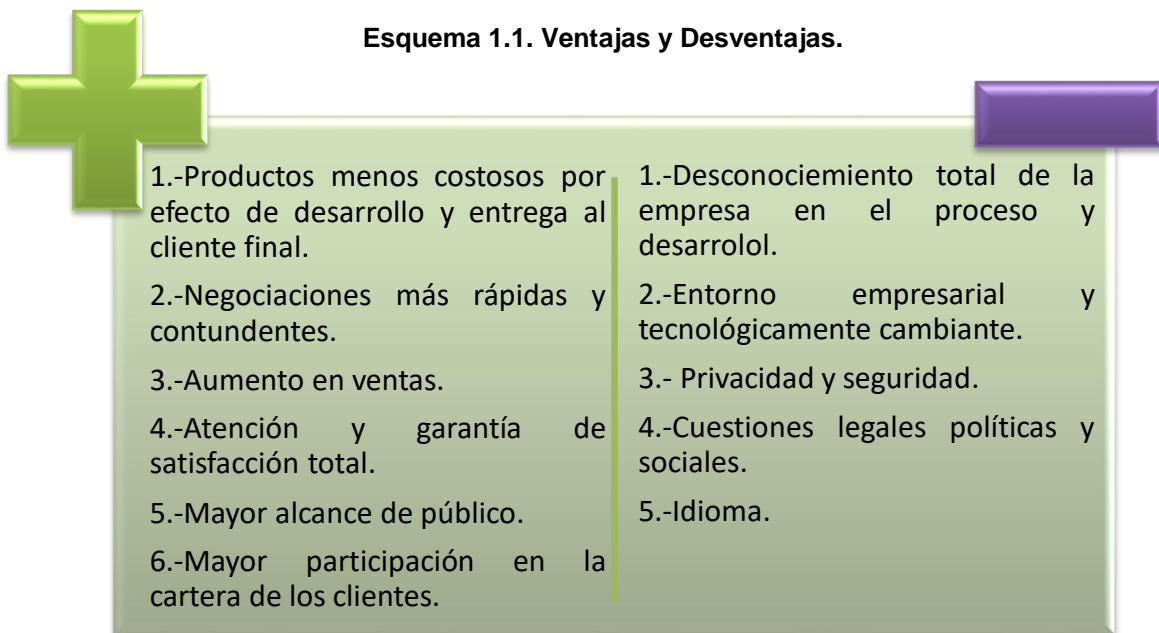 Esquema 1.1. Ventajas y Desventajas.
1.-Productos menos costosos por
efecto de desarrollo y entrega al
cliente final.
2.-Negociaciones más rápidas y
contundentes.
3.-Aumento en ventas.
4.-Atención y garantía de
satisfacción total.
5.-Mayor alcance de público.
6.-Mayor participación en la
cartera de los clientes.
1.-Desconociemiento total de la
empresa en el proceso y
desarrolol.
2.-Entorno empresarial y
tecnológicamente cambiante.
3.- Privacidad y seguridad.
4.-Cuestiones legales políticas y
sociales.
5.-Idioma.